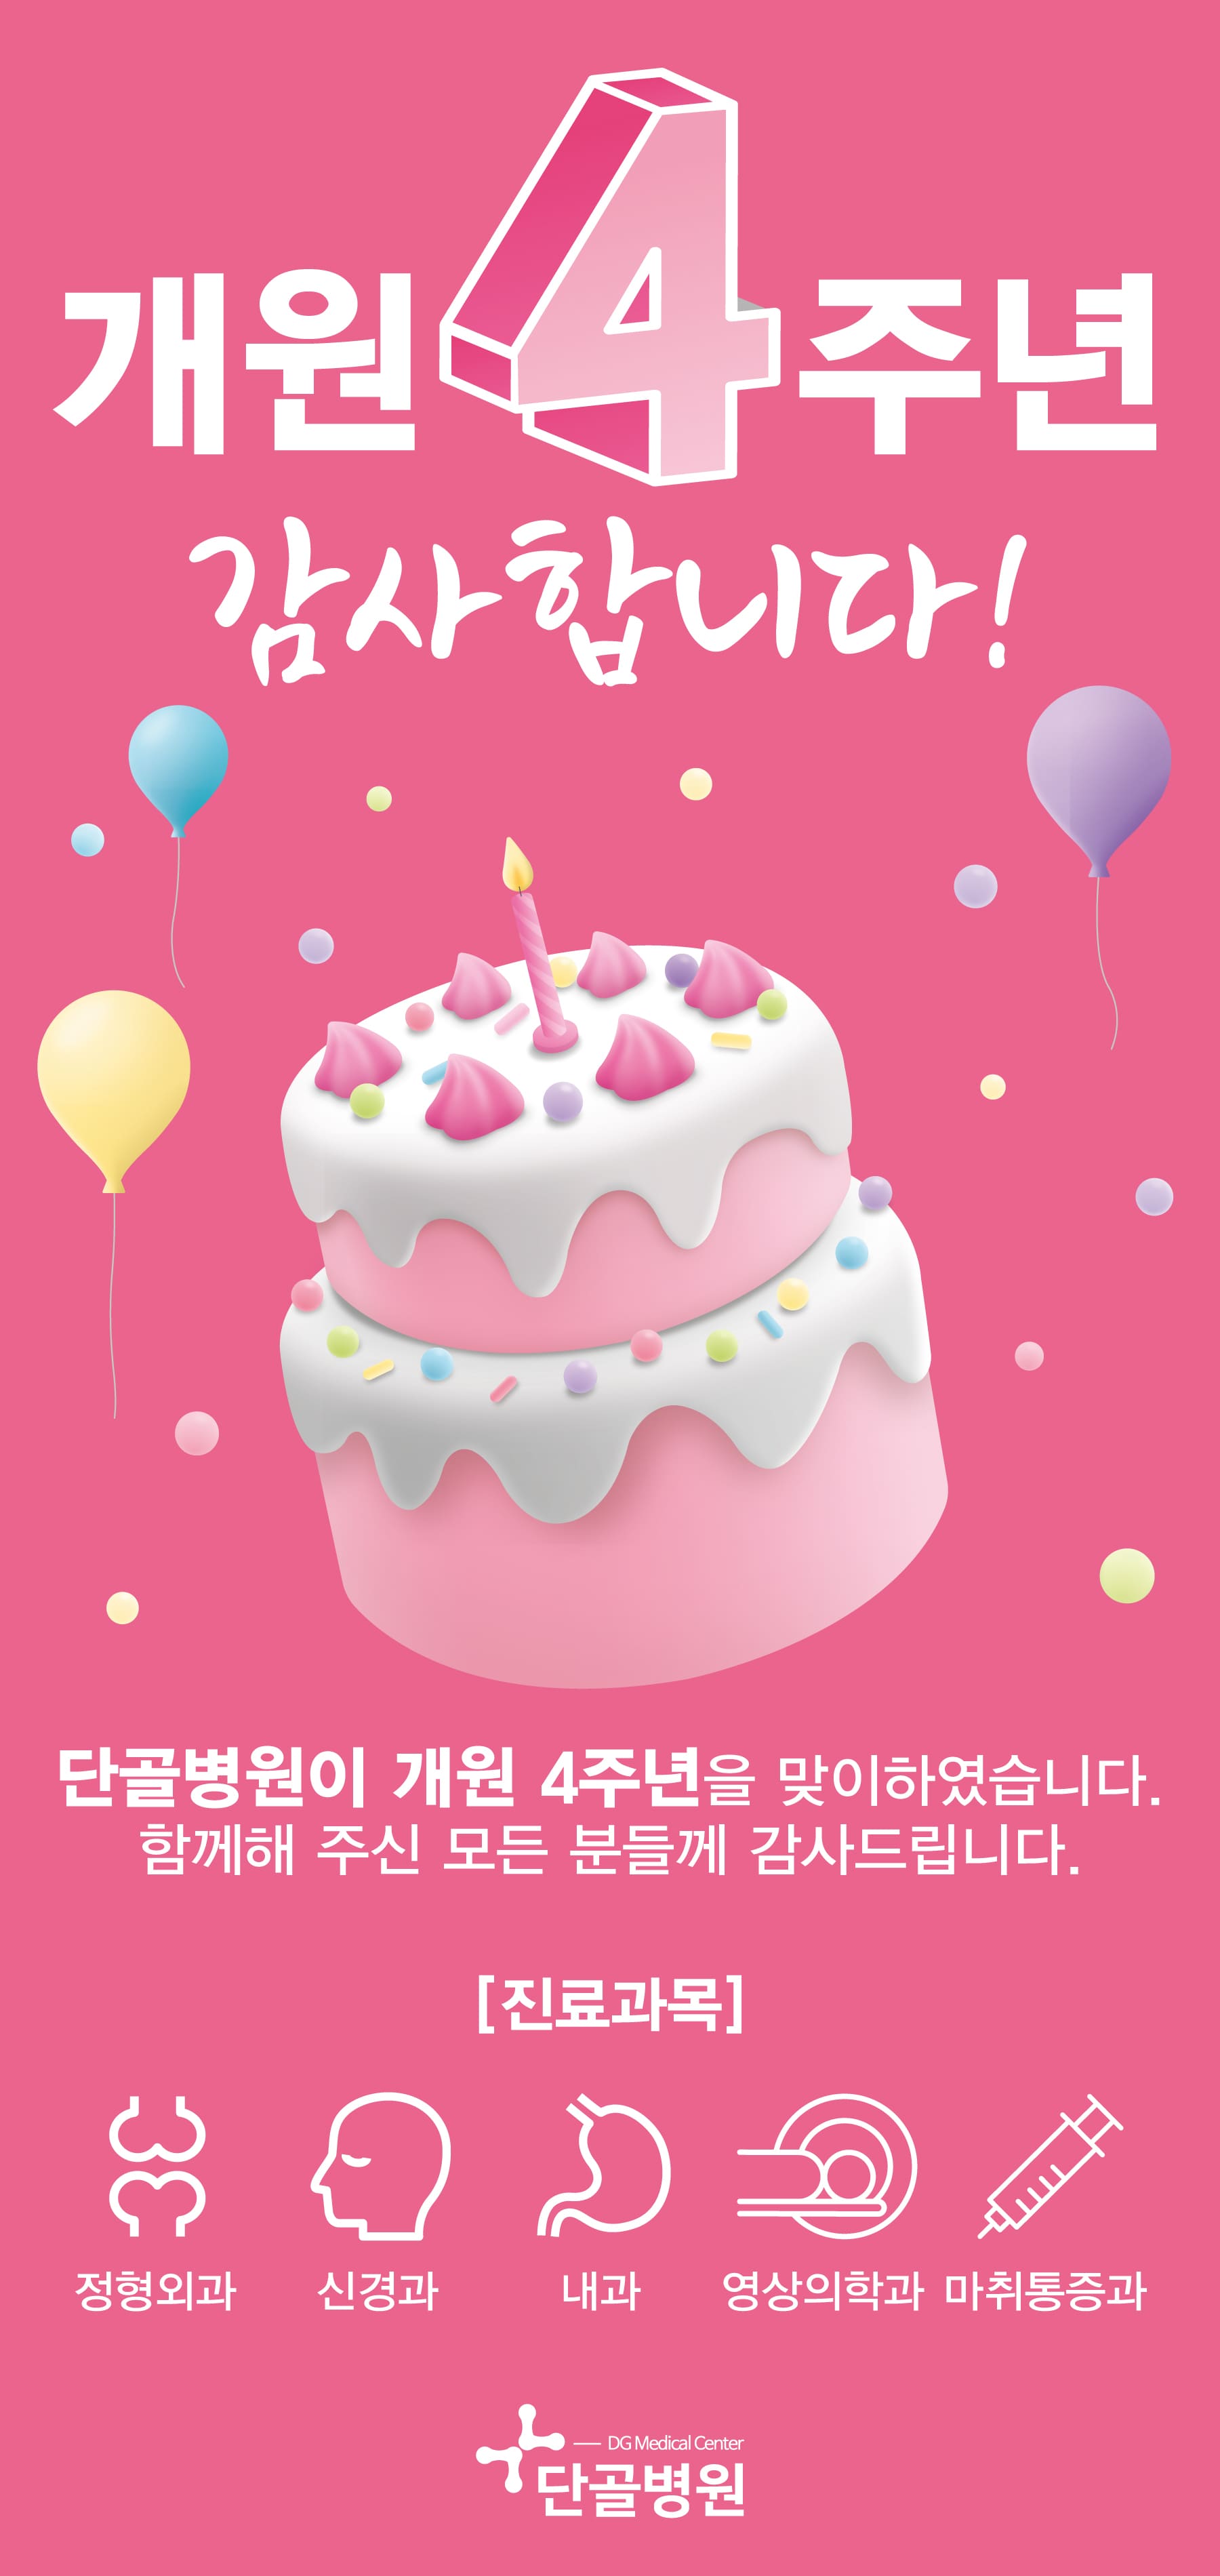 개원 4 주년
감사합니다!
단골병원이 개원 4주년을 맞이하였습니다.
함께해 주신 모든 분들께 감사드립니다.
[진료과목]
정형외과 신경과 내과 영상의학과 마취통증과
DG Medical Center
단골병원